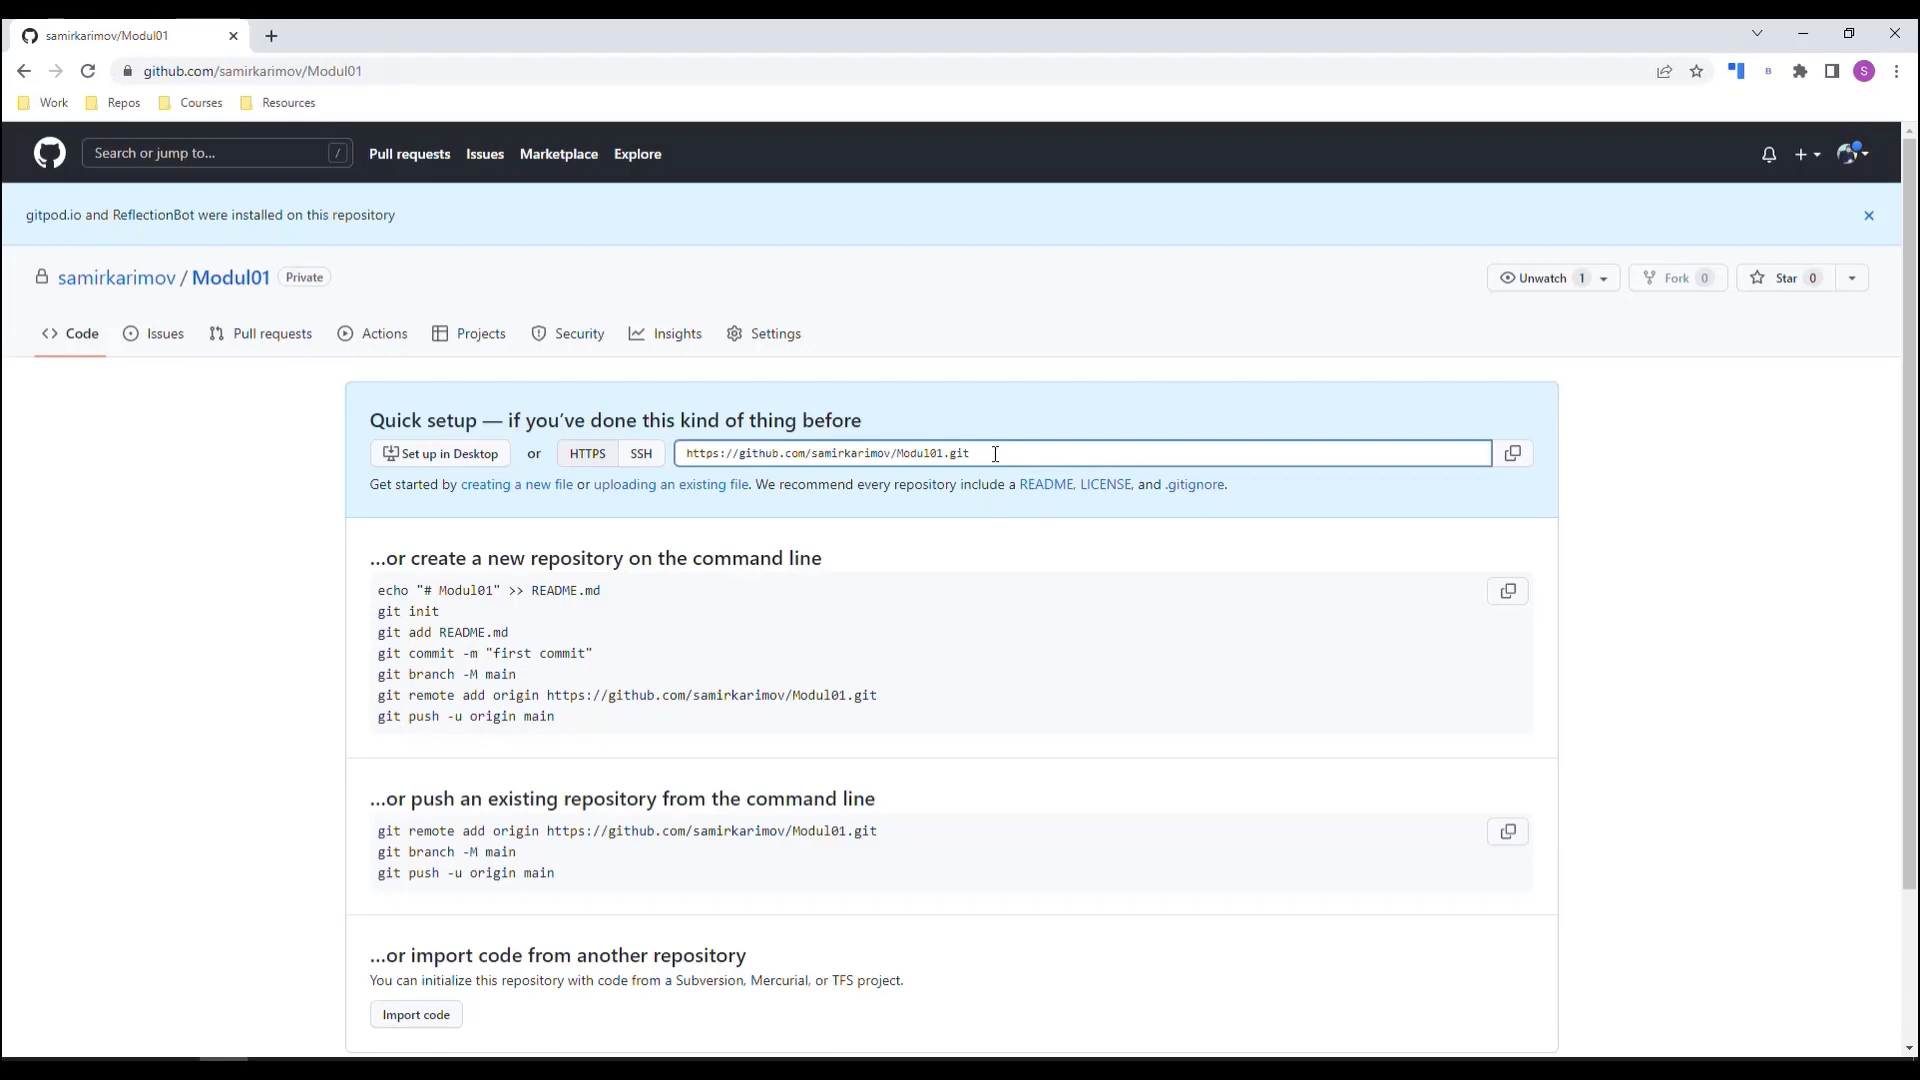 samirkarimov/Modul01
github.com/samirkarimov/Modul01
S
B
Work Repos Courses Resources
Search or jump to... / Pull requests Issues Marketplace Explore
gitpod.io and ReflectionBot were installed on this repository
samirkarimov / Modul01 Private Unwatch 1 Fork 0 Star 0
Code Issues Pull requests Actions Projects Security Insights Settings
Quick setup — if you've done this kind of thing before
Set up in Desktop or HTTPS SSH https://github.com/samirkarimov/Modul01.git
Get started by creating a new file or uploading an existing file. We recommend every repository include a README, LICENSE, and .gitignore.
...or create a new repository on the command line
echo "# Modul01" >> README.md
git init
git add README.md
git commit -m "first commit"
git branch -M main
git remote add origin https://github.com/samirkarimov/Modul01.git
git push -u origin main
...or push an existing repository from the command line
git remote add origin https://github.com/samirkarimov/Modul01.git
git branch -M main
git push -u origin main
...or import code from another repository
You can initialize this repository with code from a Subversion, Mercurial, or TFS project.
Import code